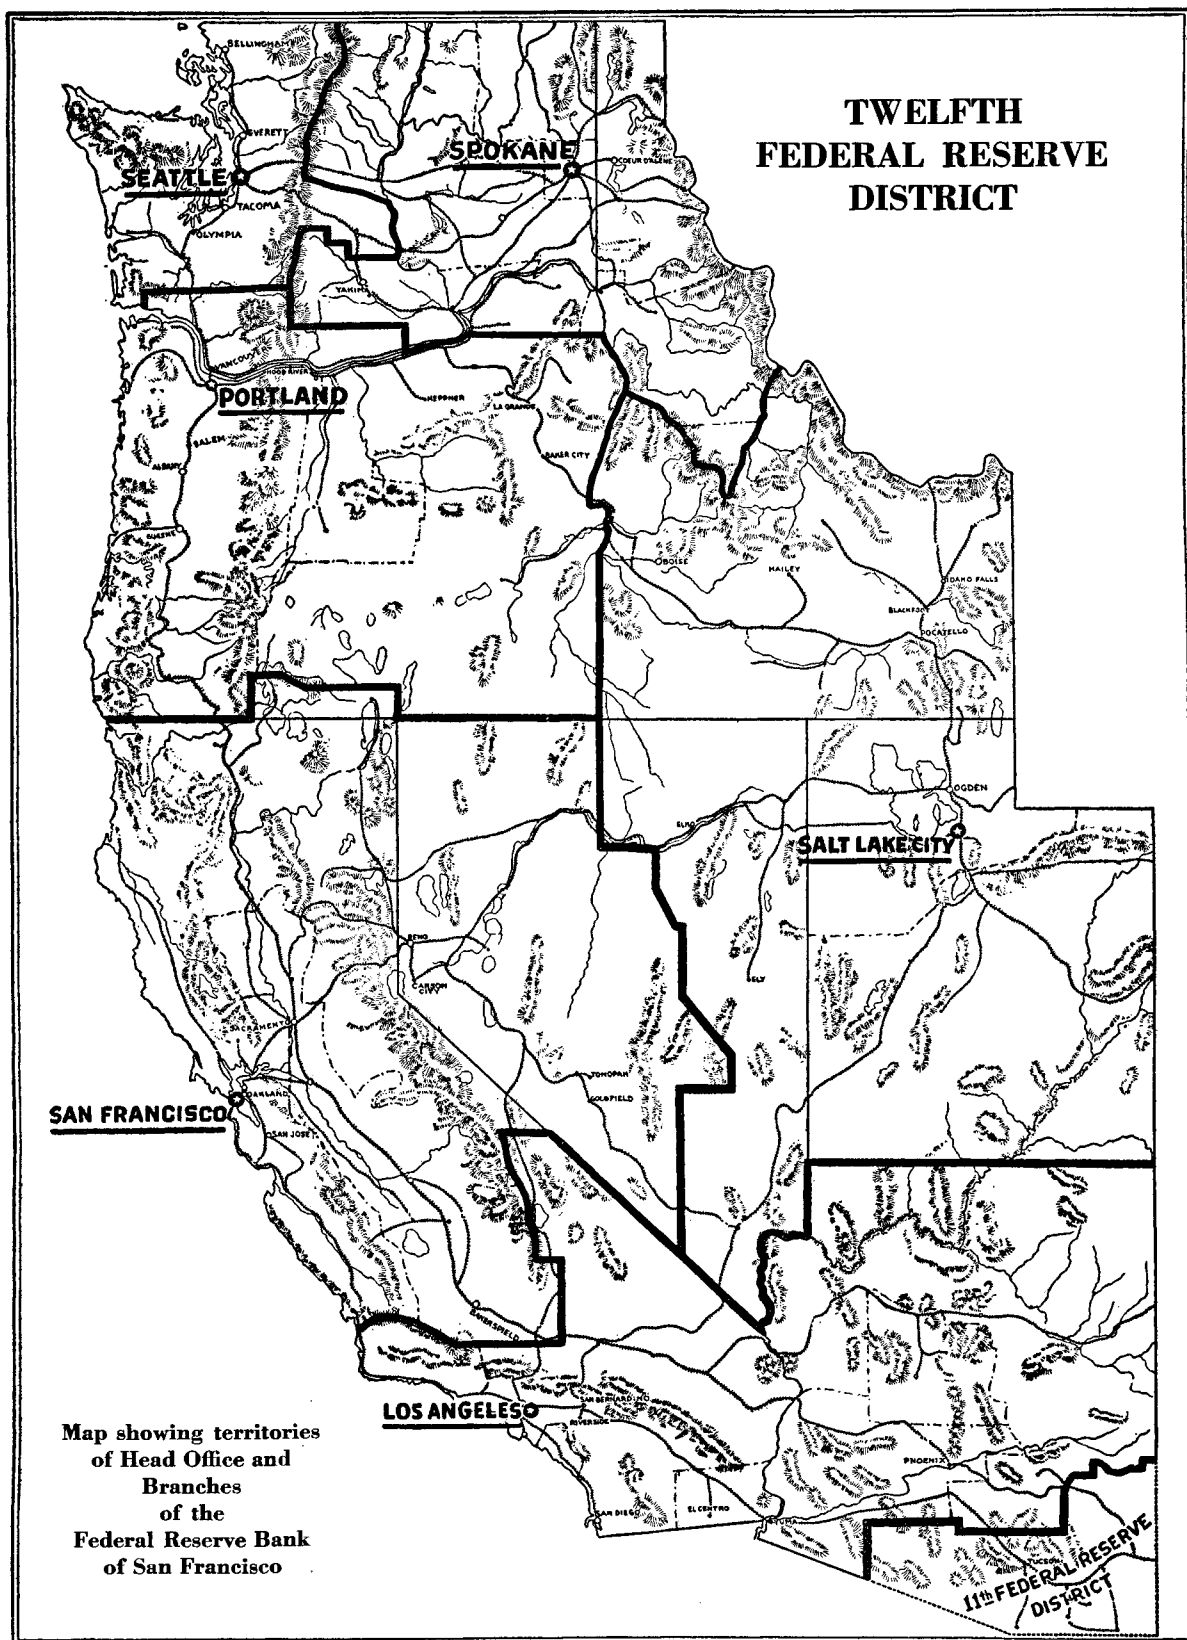 TWELFTH
FEDERAL RESERVE
DISTRICT
BELLINGHAM
EVERETT
SPOKANE
COEUR D'ALENE
SEATTLE
TACOMA
OLYMPIA
YAKIMA
VANCOUVER
HOOD RIVER
PORTLAND
HEPPNER
LA GRANDE
SALEM
BAKER CITY
ALBANY
EUGENE
BOISE
HAILEY
IDAHO FALLS
BLACKFOOT
POCATELLO
OGDEN
ELKO
SALT LAKE CITY
RENO
CARSON
CITY
ELY
SACRAMENTO
TONOPAH
GOLDFIELD
OAKLAND
SAN FRANCISCO
SAN JOSE
BAKERSFIELD
SAN BERNARDINO
LOS ANGELES
RIVERSIDE
PHOENIX
SAN DIEGO
EL CENTRO
YUMA
TUCSON
11th FEDERAL RESERVE
DISTRICT
Map showing territories
of Head Office and
Branches
of the
Federal Reserve Bank
of San Francisco